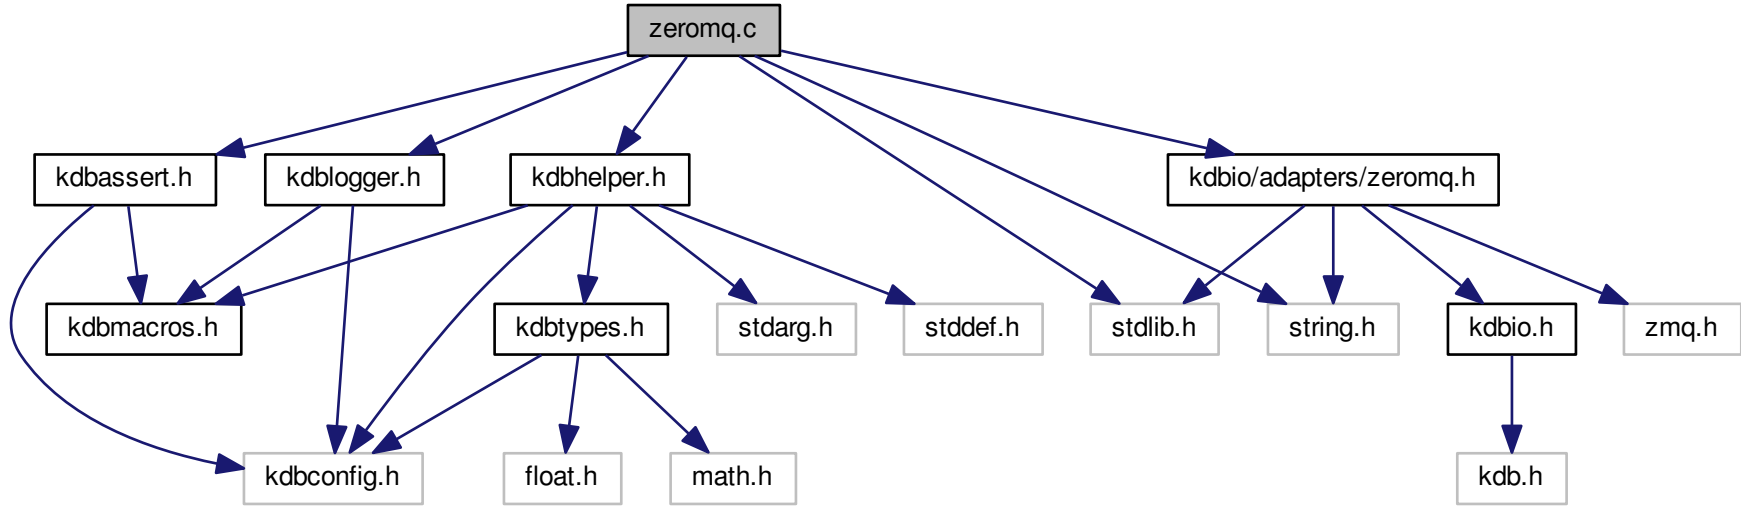 zeromq.c
kdbassert.h
kdblogger.h
kdbhelper.h
kdbio/adapters/zeromq.h
kdbmacros.h
kdbtypes.h
stdarg.h
stddef.h
stdlib.h
string.h
kdbio.h
zmq.h
kdbconfig.h
float.h
math.h
kdb.h